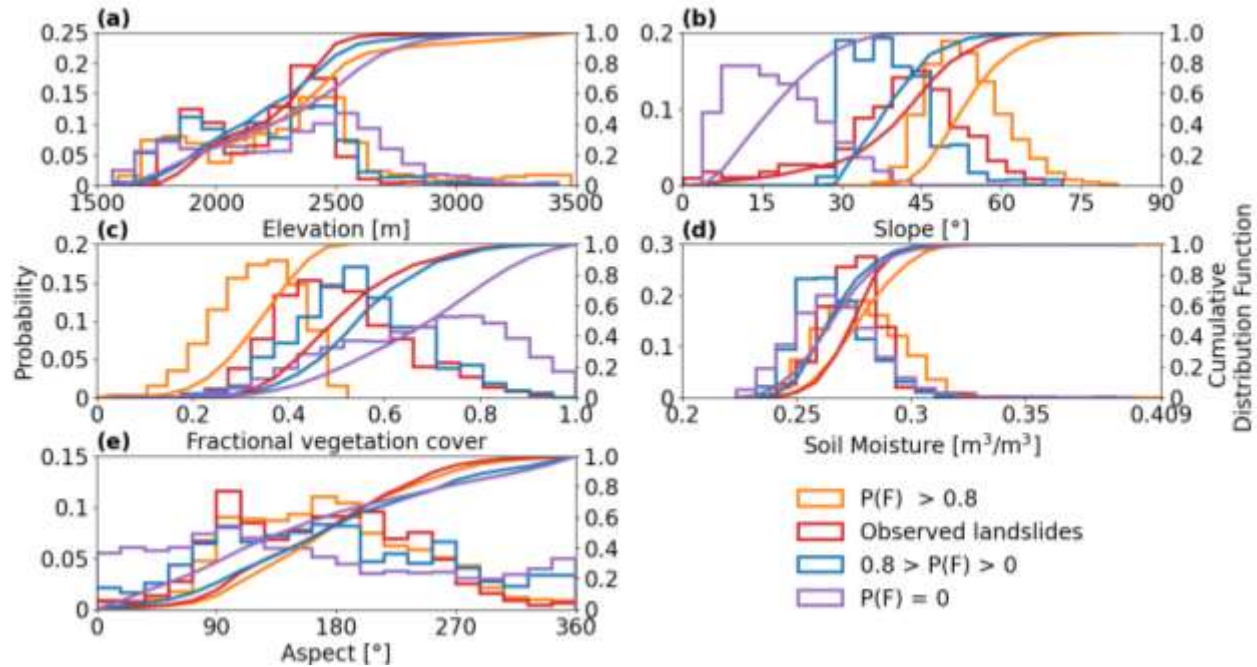 (a)
(b)
0.25
0.20
0.15
0.1
0.05
0
1.0
0.8
0.6
0.4
0.2
0
1500 2000 2500 3000 3500
Elevation [m]
0.2
0.1
0
1.0
0.8
0.6
0.4
0.2
0
0 15 30 45 60 75 90
Slope [°]
(c)
(d)
Probability
0.2
0.15
0.1
0.05
0
1.0
0.8
0.6
0.4
0.2
0
0 0.2 0.4 0.6 0.8 1.0
Fractional vegetation cover
0.3
0.2
0.1
0
1.0
0.8
0.6
0.4
0.2
0
0.2 0.25 0.3 0.35 0.409
Soil Moisture [m³/m³]
Cumulative
Distribution Function
(e)
0.15
0.1
0.05
0
1.0
0.8
0.6
0.4
0.2
0
0 90 180 270 360
Aspect [°]
P(F) > 0.8
Observed landslides
0.8 > P(F) > 0
P(F) = 0